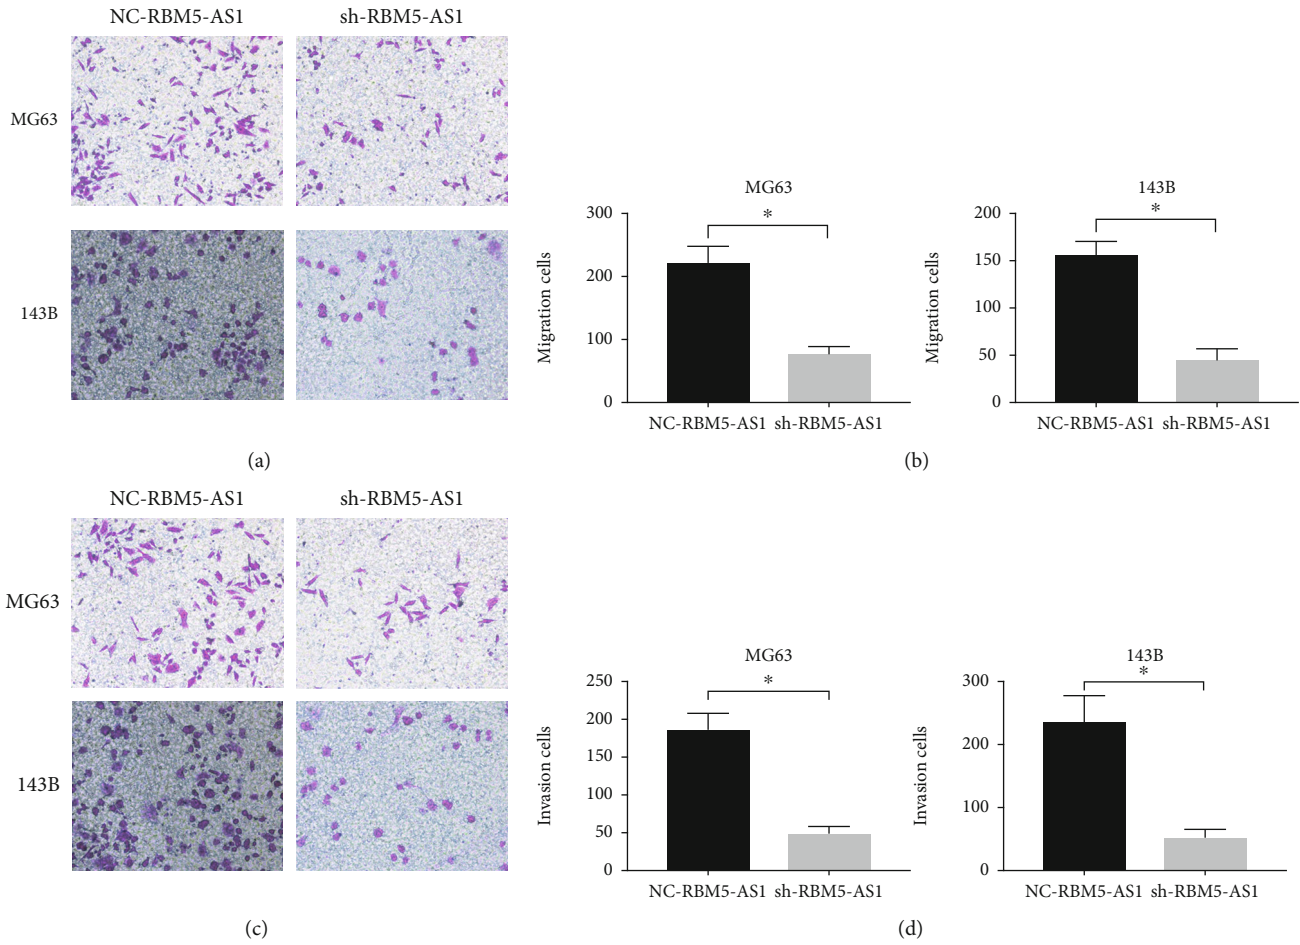 NC-RBM5-AS1 sh-RBM5-AS1
MG63
143B
(a)
MG63
300
200
100
0
Migration cells
*
NC-RBM5-AS1 sh-RBM5-AS1
143B
200
150
100
50
0
Migration cells
*
NC-RBM5-AS1 sh-RBM5-AS1
(b)
NC-RBM5-AS1 sh-RBM5-AS1
MG63
143B
(c)
MG63
250
200
150
100
50
0
Invasion cells
*
NC-RBM5-AS1 sh-RBM5-AS1
143B
300
200
100
0
Invasion cells
*
NC-RBM5-AS1 sh-RBM5-AS1
(d)